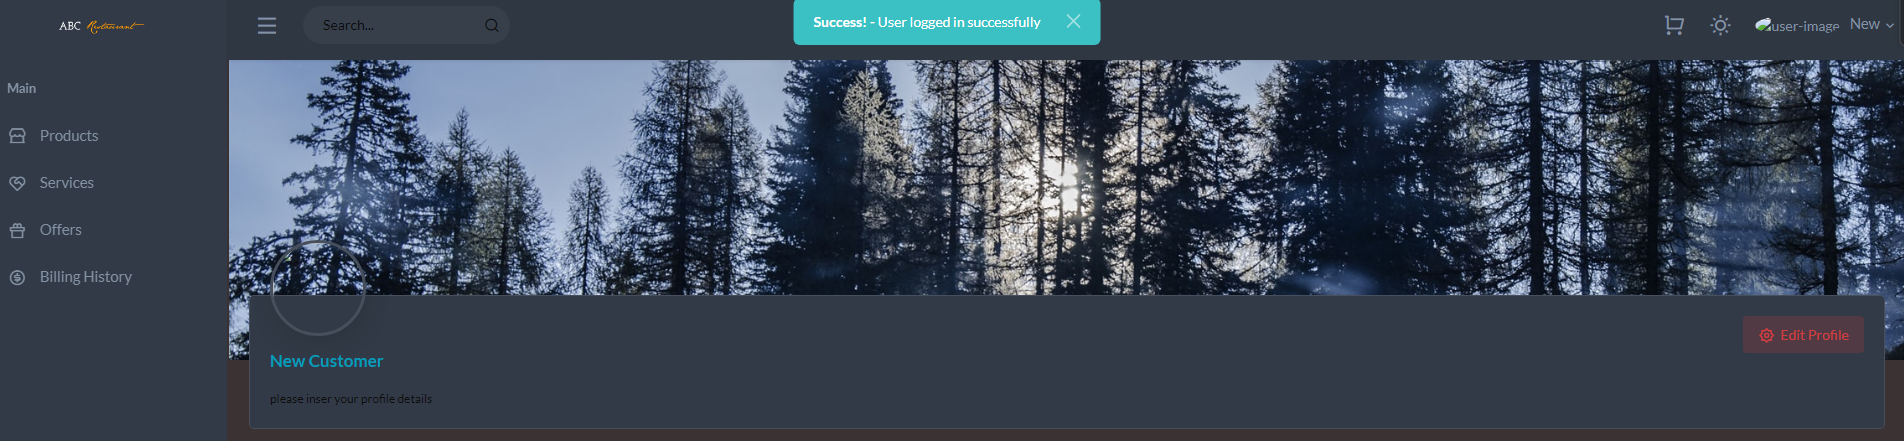 ABC Restaurant
Search...
Success! - User logged in successfully
user-image
New
Main
Products
Services
Offers
Billing History
Edit Profile
New Customer
please inser your profile details